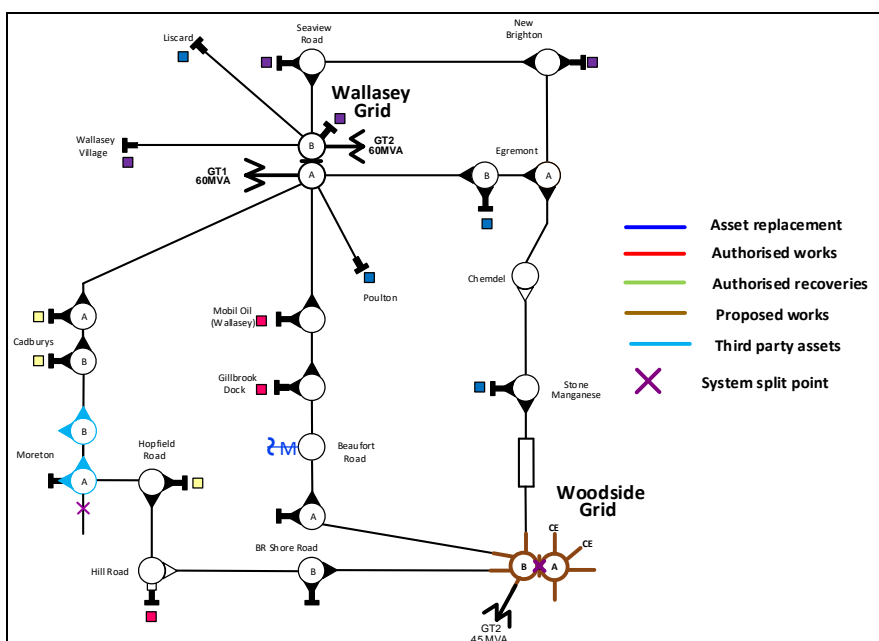 Liscard
Seaview
Road
New
Brighton
Wallasey
Grid
Wallasey
Village
B
GT2
60MVA
GT1
60MVA
A
Egremont
B
A
Poulton
Chemdel
Asset replacement
Authorised works
Authorised recoveries
Proposed works
Third party assets
System split point
A
Cadburys
B
Mobil Oil
(Wallasey)
Gillbrook
Dock
Stone
Manganese
B
Moreton
A
Hopfield
Road
M
Beaufort
Road
A
Woodside
Grid
CE
CE
BR Shore Road
Hill Road
B
B
A
GT2
45 MVA